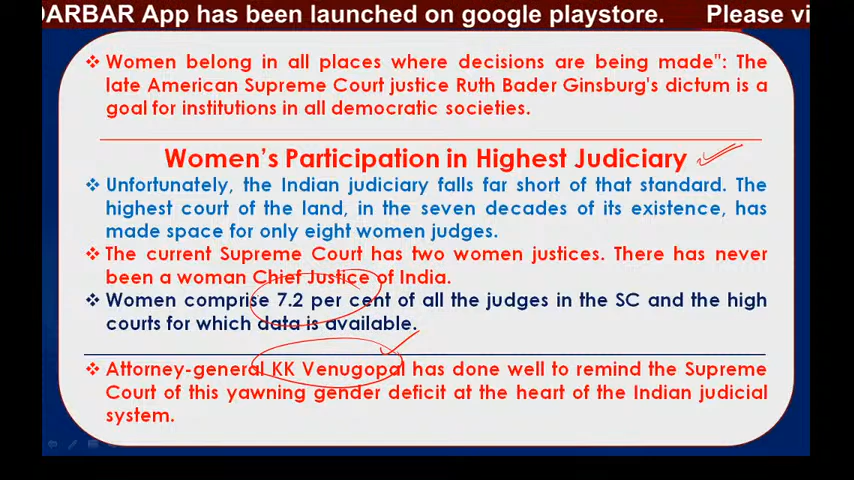 DARBAR App has been launched on google playstore. Please vi
❖ Women belong in all places where decisions are being made": The
late American Supreme Court justice Ruth Bader Ginsburg's dictum is a
goal for institutions in all democratic societies.
Women's Participation in Highest Judiciary
❖ Unfortunately, the Indian judiciary falls far short of that standard. The
highest court of the land, in the seven decades of its existence, has
made space for only eight women judges.
❖ The current Supreme Court has two women justices. There has never
been a woman Chief Justice of India.
❖ Women comprise 7.2 per cent of all the judges in the SC and the high
courts for which data is available.
❖ Attorney-general KK Venugopal has done well to remind the Supreme
Court of this yawning gender deficit at the heart of the Indian judicial
system.